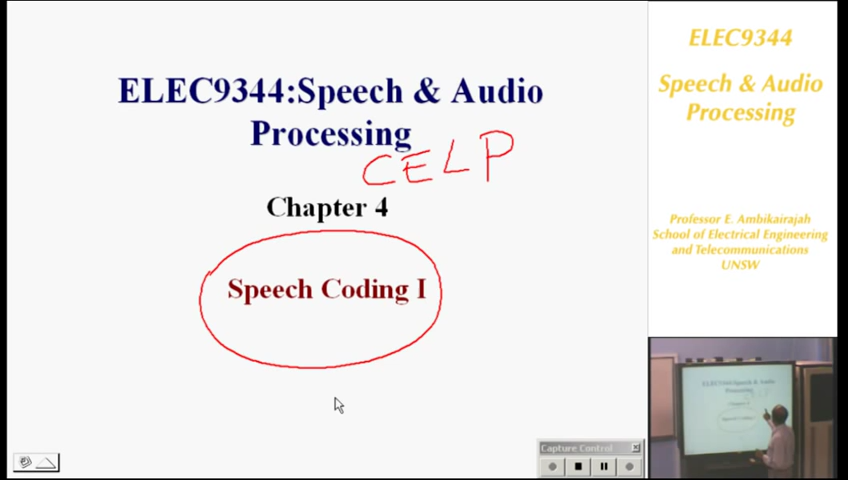 ELEC9344:Speech & Audio
Processing
CELP
Chapter 4
Speech Coding I
ELEC9344
Speech & Audio
Processing
Professor E. Ambikairajah
School of Electrical Engineering
and Telecommunications
UNSW
Capture Control